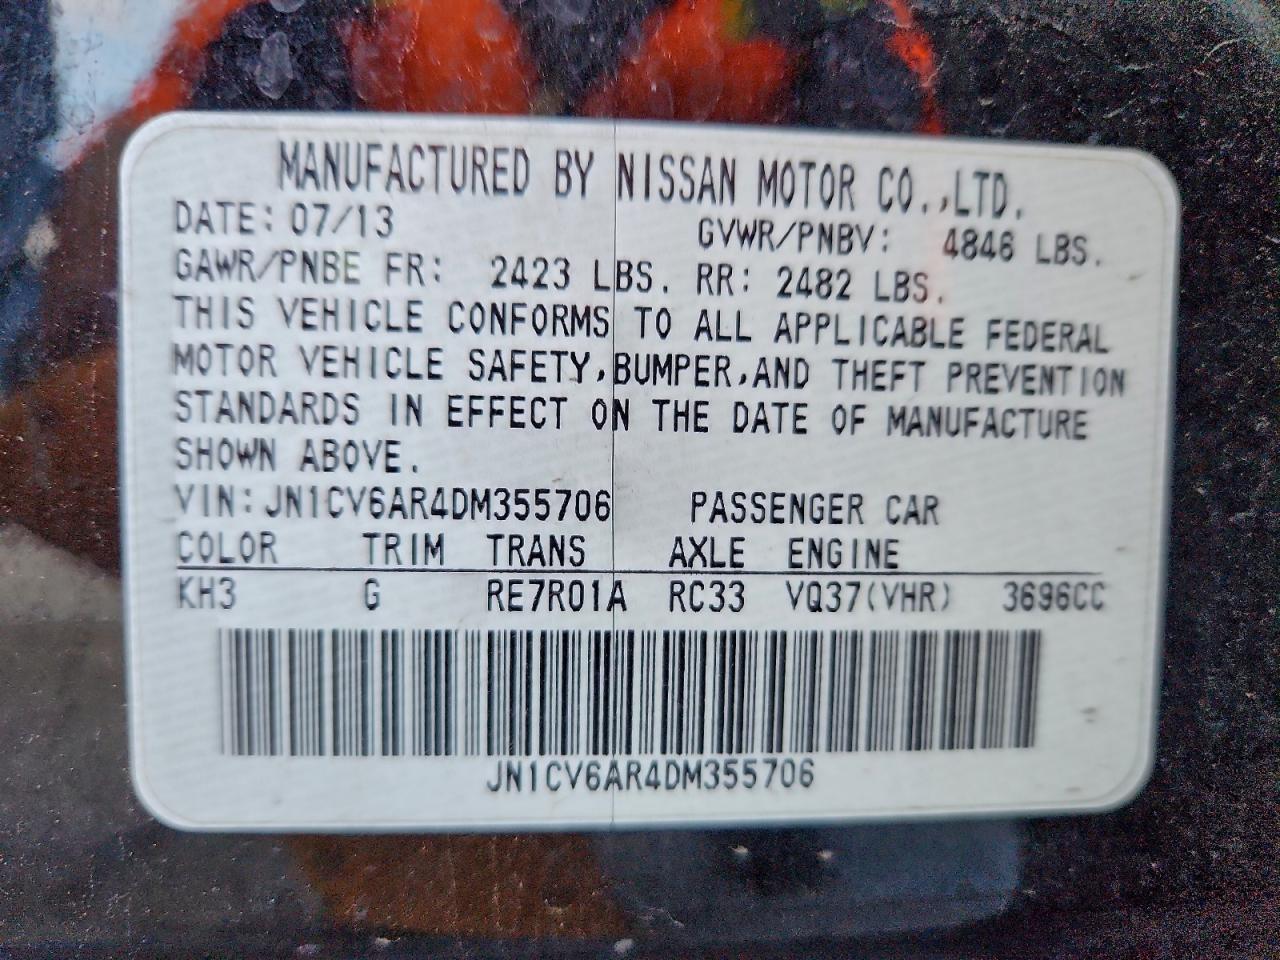 MANUFACTURED BY NISSAN MOTOR CO.,LTD.
DATE: 07/13 GVWR/PNBV: 4846 LBS.
GAWR/PNBE FR: 2423 LBS. RR: 2482 LBS.
THIS VEHICLE CONFORMS TO ALL APPLICABLE FEDERAL
MOTOR VEHICLE SAFETY,BUMPER,AND THEFT PREVENTION
STANDARDS IN EFFECT ON THE DATE OF MANUFACTURE
SHOWN ABOVE.
VIN:JN1CV6AR4DM355706 PASSENGER CAR
COLOR TRIM TRANS AXLE ENGINE
KH3 G RE7R01A RC33 VQ37(VHR) 3696CC
JN1CV6AR4DM355706